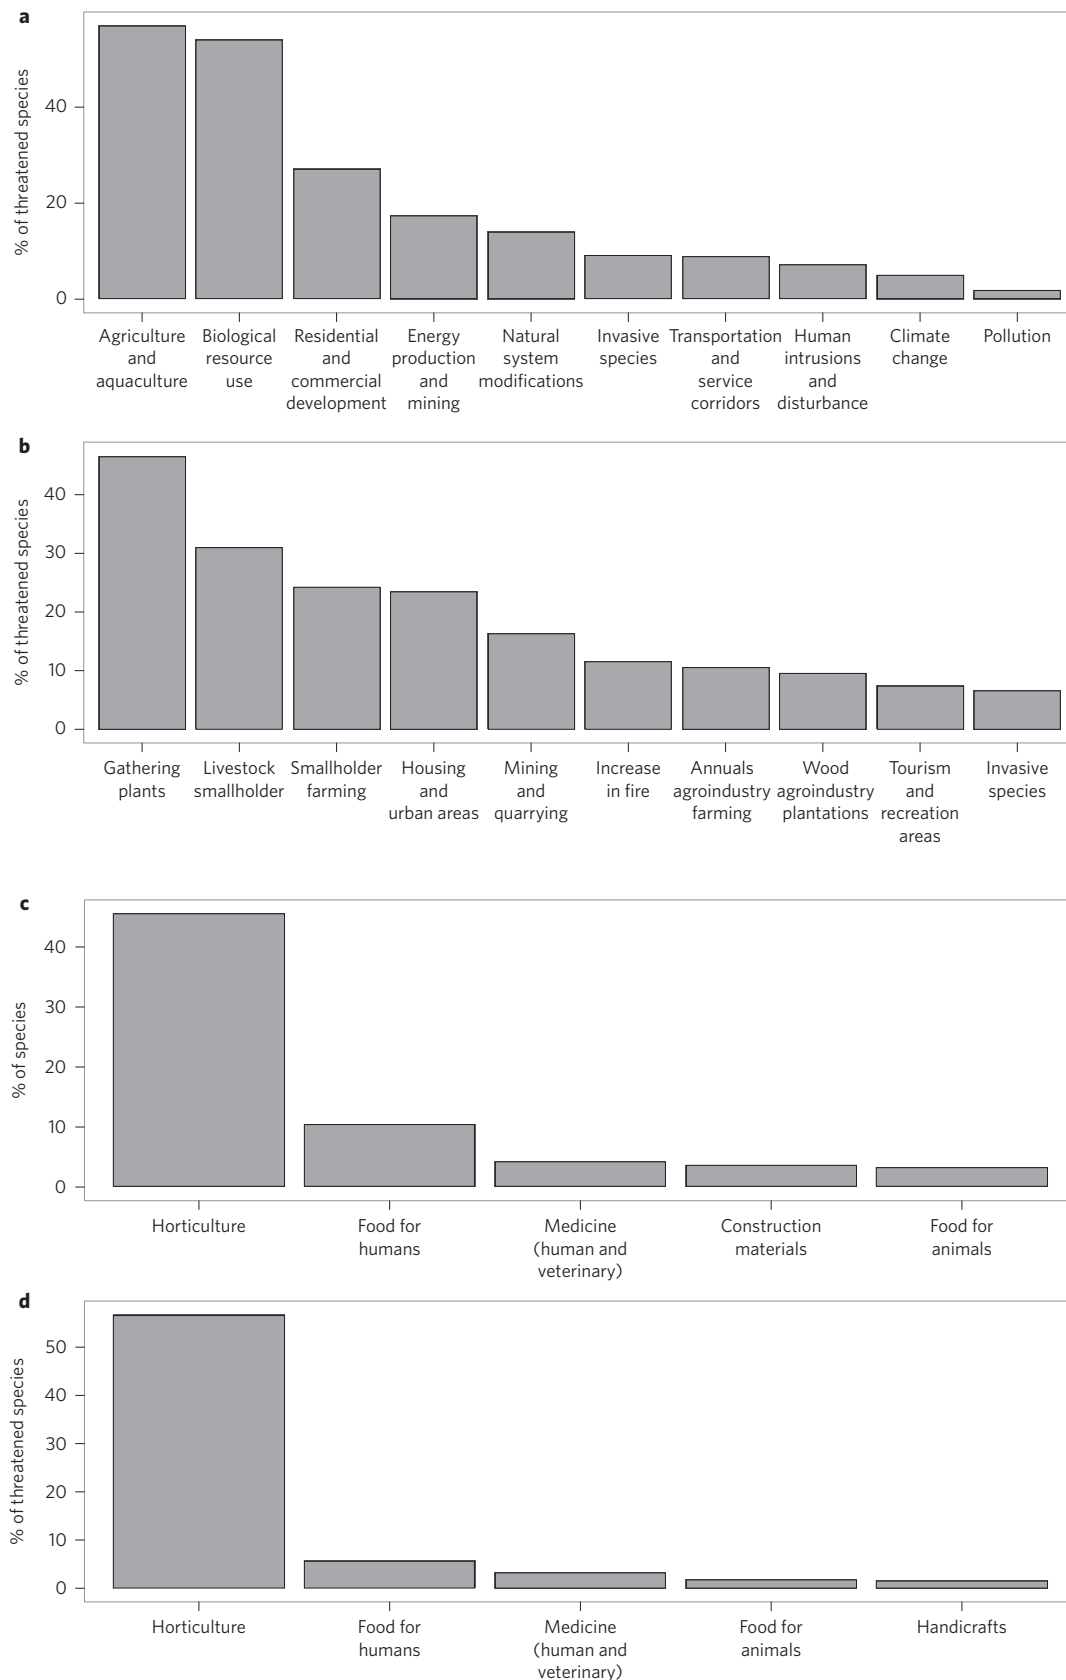 a
% of threatened species
40
20
0
Agriculture
and
aquaculture
Biological
resource
use
Residential
and
commercial
development
Energy
production
and
mining
Natural
system
modifications
Invasive
species
Transportation
and
service
corridors
Human
intrusions
and
disturbance
Climate
change
Pollution
b
% of threatened species
40
30
20
10
0
Gathering
plants
Livestock
smallholder
Smallholder
farming
Housing
and
urban areas
Mining
and
quarrying
Increase
in fire
Annuals
agroindustry
farming
Wood
agroindustry
plantations
Tourism
and
recreation
areas
Invasive
species
c
% of species
40
30
20
10
0
Horticulture
Food for
humans
Medicine
(human and
veterinary)
Construction
materials
Food for
animals
d
% of threatened species
50
40
30
20
10
0
Horticulture
Food for
humans
Medicine
(human and
veterinary)
Food for
animals
Handicrafts